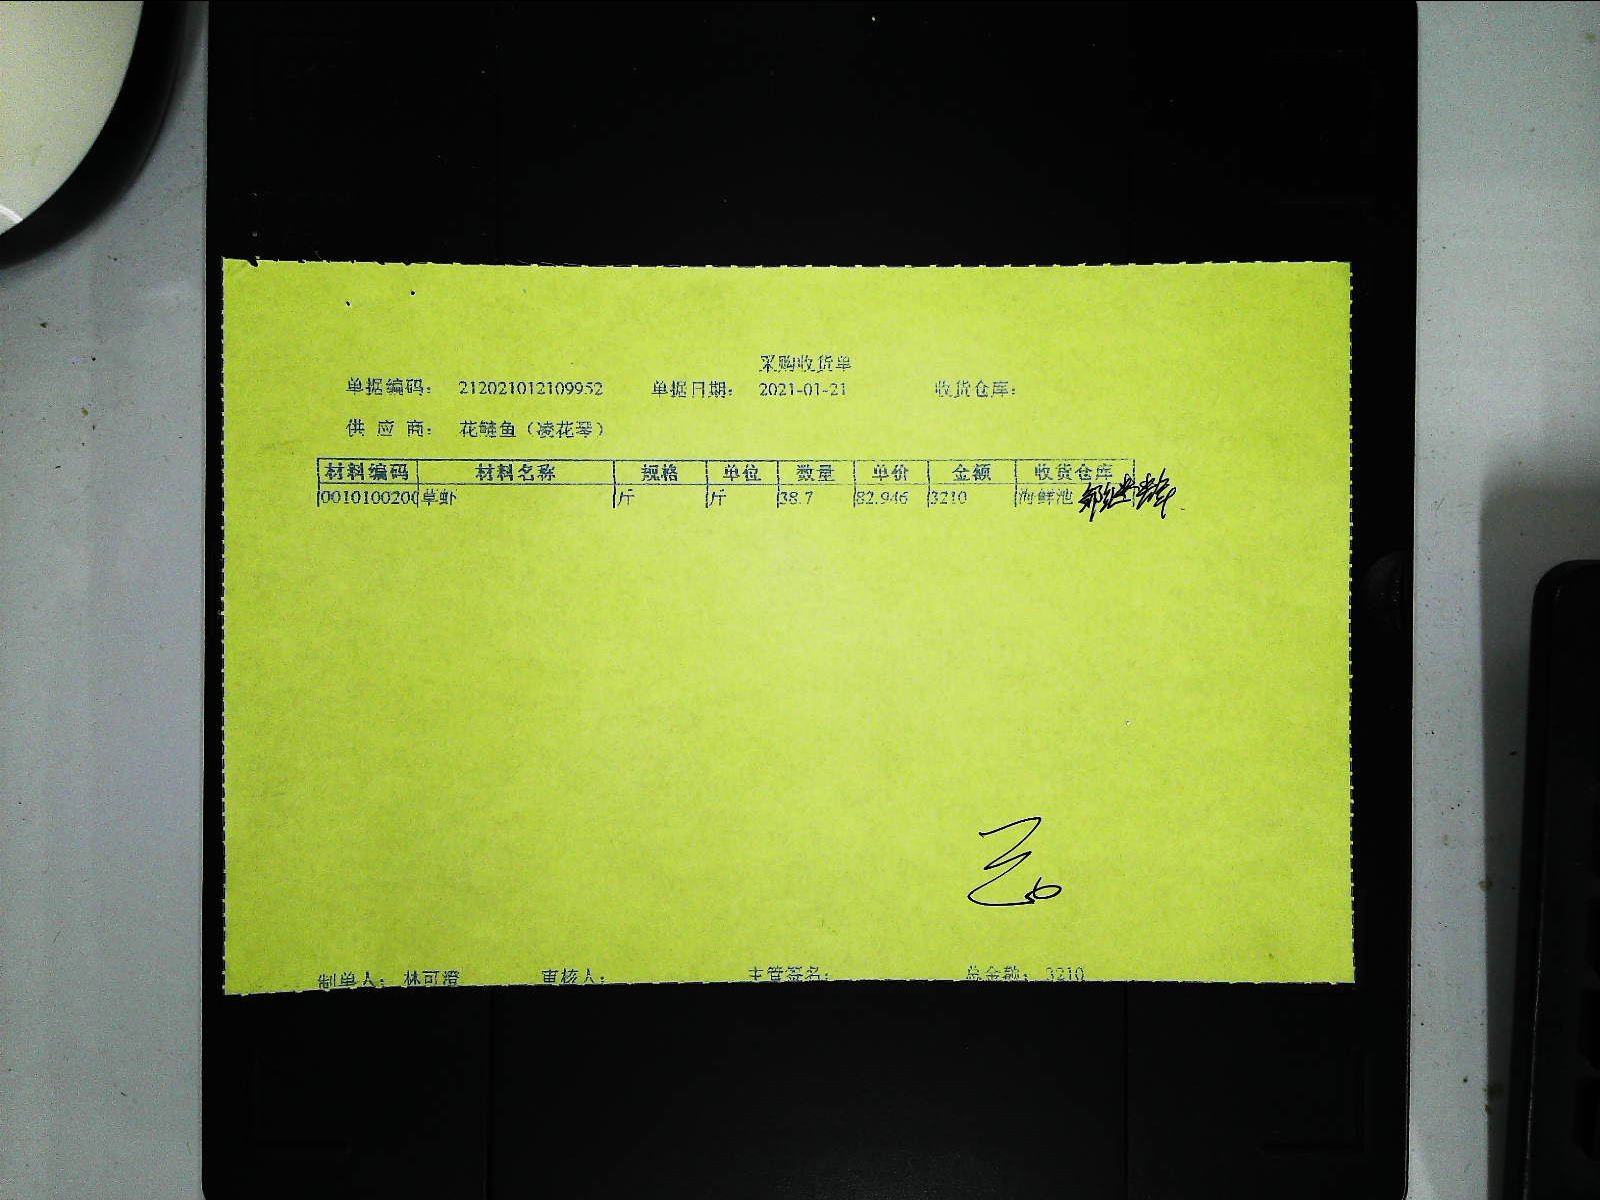 采购收货单
单据编码: 212021012109952 单据日期: 2021-01-21 收货仓库:
供 应 商: 花鲢鱼（凌花琴）
材料编码 材料名称 规格 单位 数量 单价 金额 收货仓库
0010100200 草虾 斤 斤 38.7 82.946 3210 海鲜池
制单人: 林可澄 审核人: 主管签名: 总金额: 3210